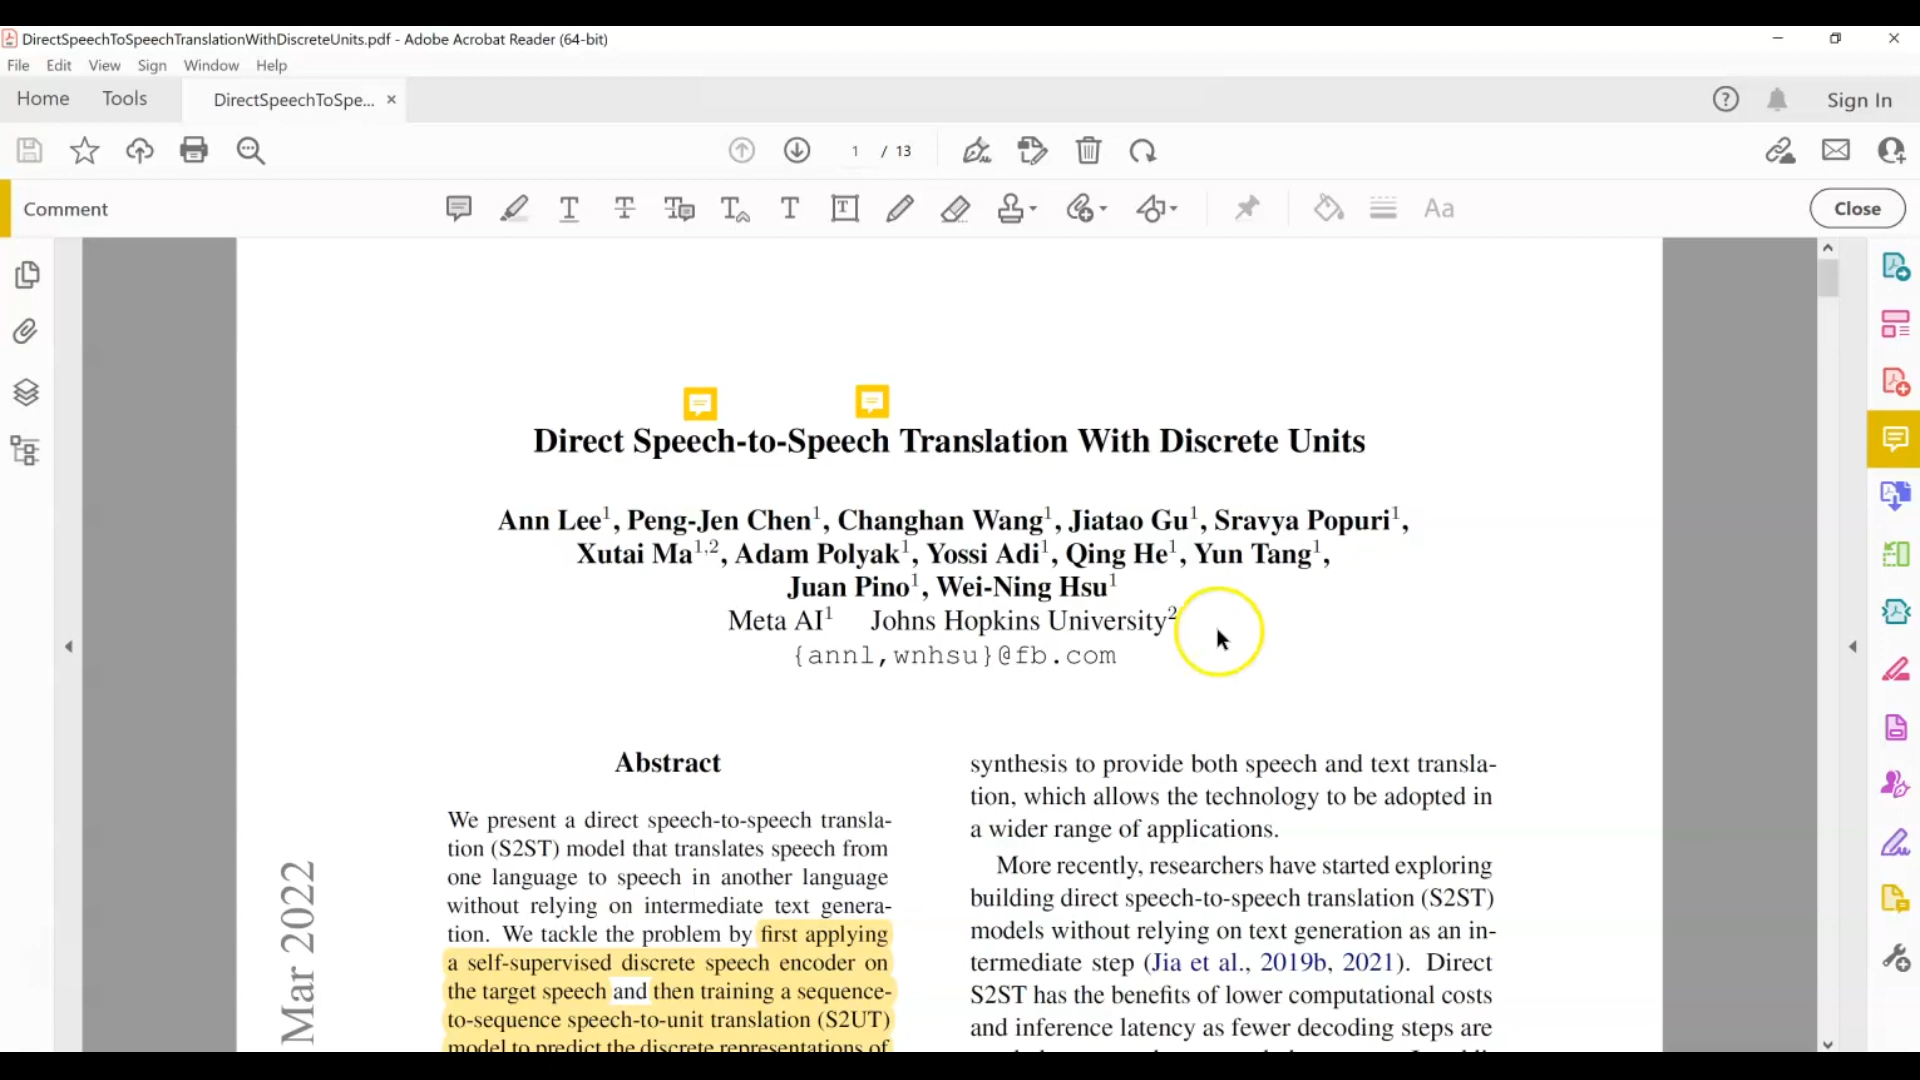 DirectSpeechToSpeechTranslationWithDiscreteUnits.pdf - Adobe Acrobat Reader (64-bit)
File Edit View Sign Window Help
Home Tools DirectSpeechToSpe... × Sign In
1 / 13
Comment Close
Direct Speech-to-Speech Translation With Discrete Units
Ann Lee¹, Peng-Jen Chen¹, Changhan Wang¹, Jiatao Gu¹, Sravya Popuri¹,
Xutai Ma¹,², Adam Polyak¹, Yossi Adi¹, Qing He¹, Yun Tang¹,
Juan Pino¹, Wei-Ning Hsu¹
Meta AI¹ Johns Hopkins University²
{annl,wnhsu}@fb.com
Abstract
We present a direct speech-to-speech transla-
tion (S2ST) model that translates speech from
one language to speech in another language
without relying on intermediate text genera-
tion. We tackle the problem by first applying
a self-supervised discrete speech encoder on
the target speech and then training a sequence-
to-sequence speech-to-unit translation (S2UT)
model to predict the discrete representations of
synthesis to provide both speech and text transla-
tion, which allows the technology to be adopted in
a wider range of applications.
More recently, researchers have started exploring
building direct speech-to-speech translation (S2ST)
models without relying on text generation as an in-
termediate step (Jia et al., 2019b, 2021). Direct
S2ST has the benefits of lower computational costs
and inference latency as fewer decoding steps are
Mar 2022